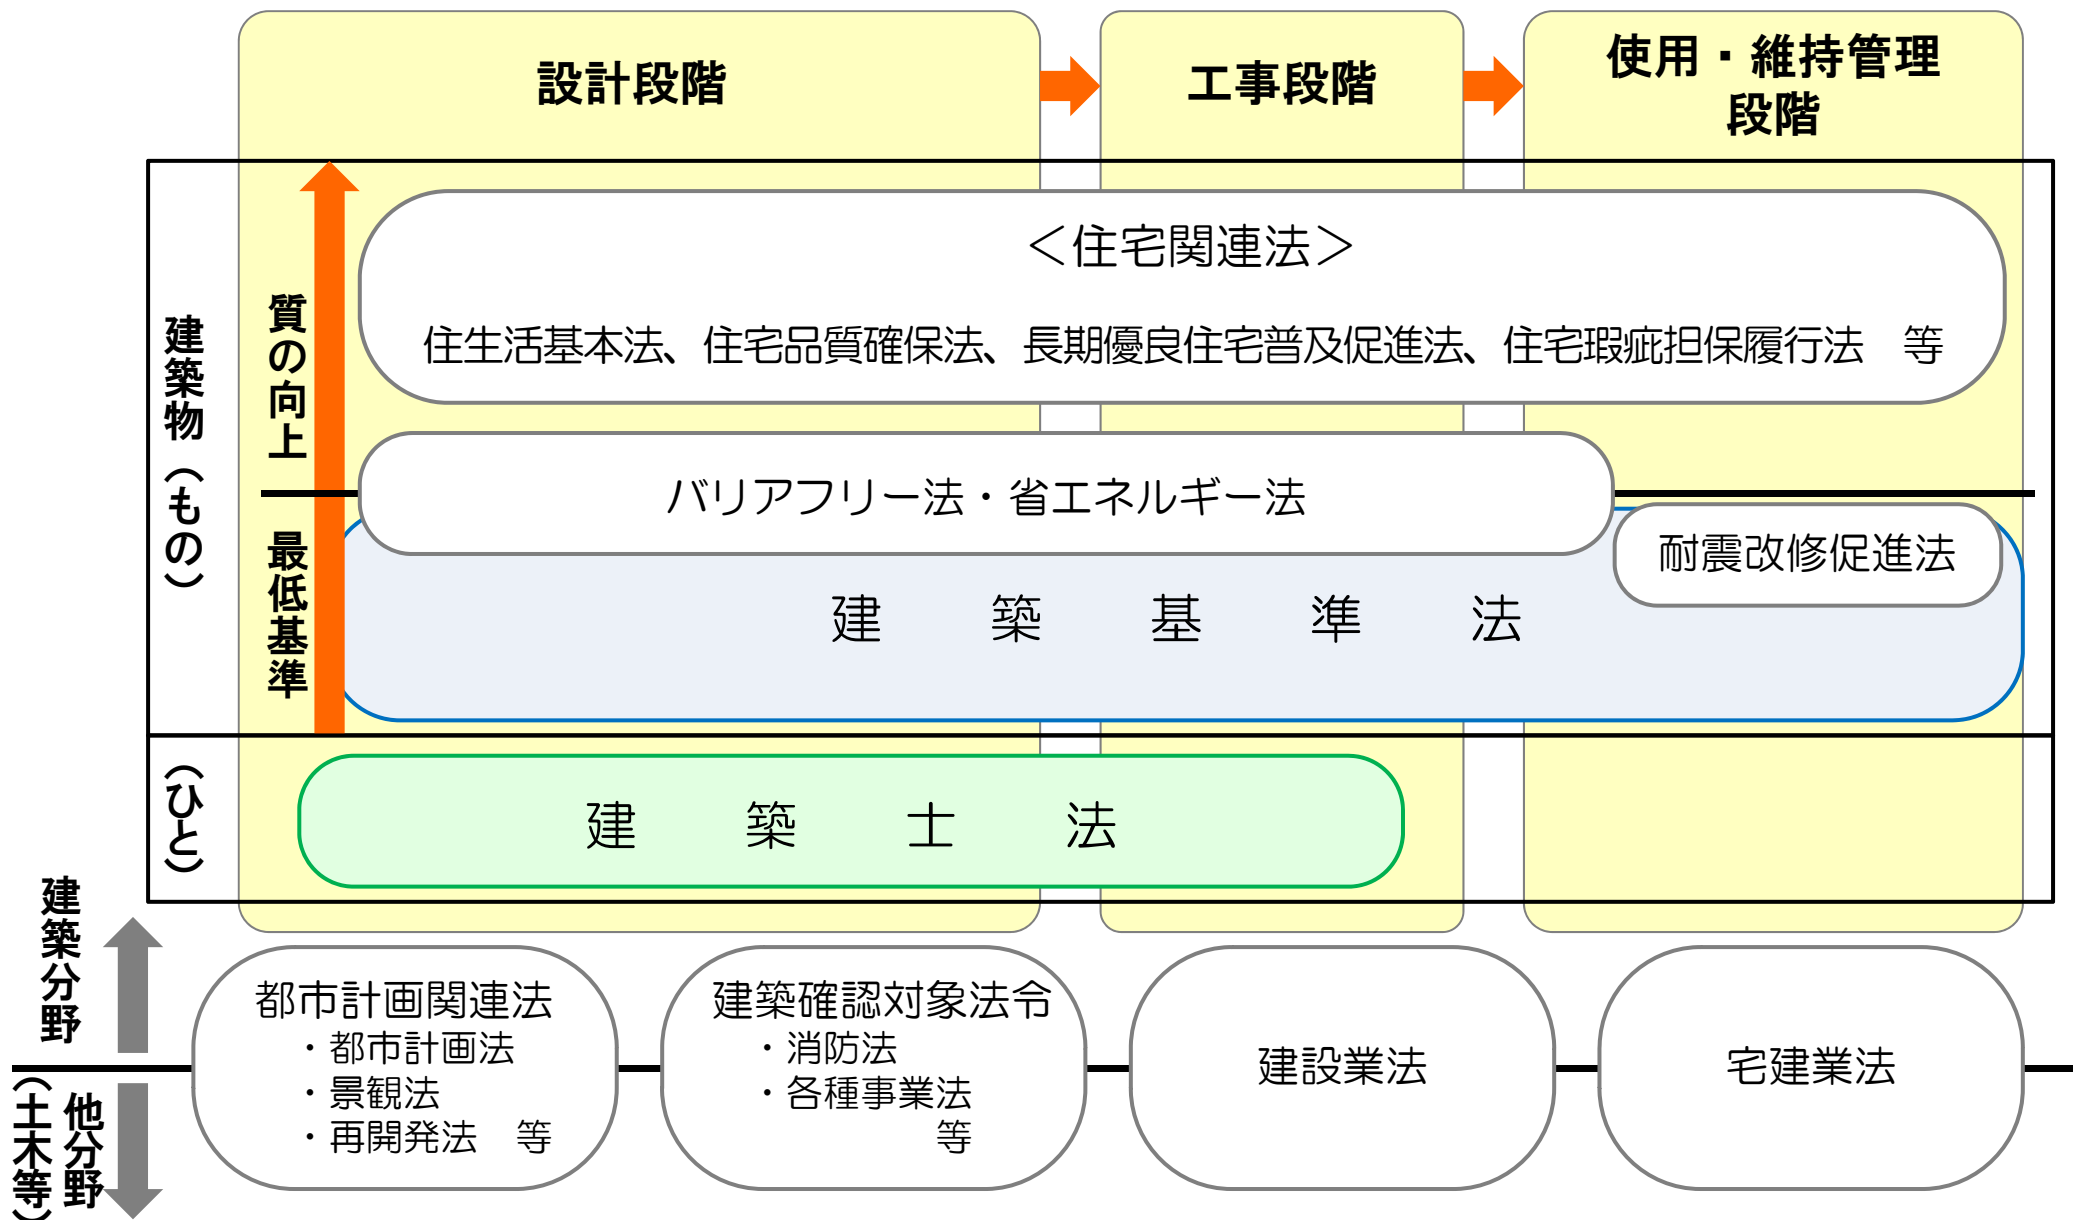 設計段階
工事段階
使用・維持管理
段階
建築物（もの）
質の向上
最低基準
＜住宅関連法＞
住生活基本法、住宅品質確保法、長期優良住宅普及促進法、住宅瑕疵担保履行法　等
バリアフリー法・省エネルギー法
耐震改修促進法
建　築　基　準　法
（ひと）
建　築　士　法
建築分野
他分野
（土木等）
都市計画関連法
・都市計画法
・景観法
・再開発法　等
建築確認対象法令
・消防法
・各種事業法
等
建設業法
宅建業法